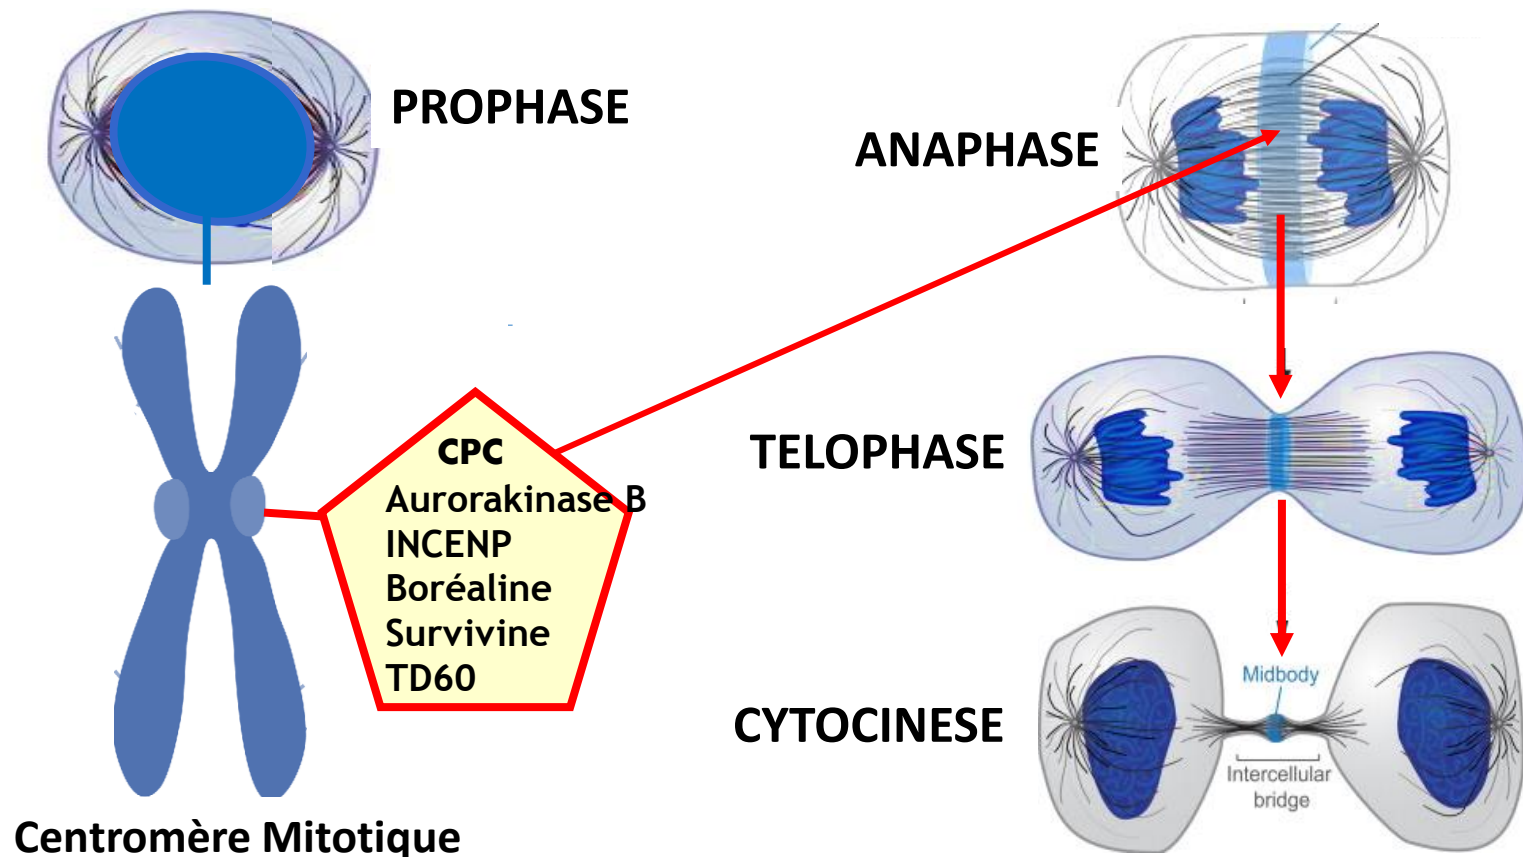 PROPHASE
ANAPHASE
CPC
Aurorakinase B
INCENP
Boréaline
Survivine
TD60
TELOPHASE
CYTOCINESE
Midbody
Intercellular
bridge
Centromère Mitotique